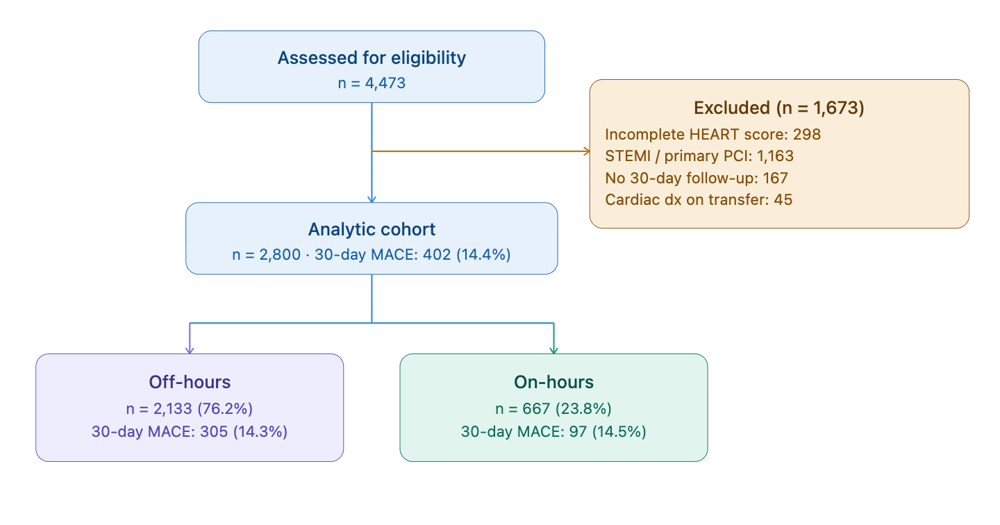 Assessed for eligibility
n = 4,473
Excluded (n = 1,673)
Incomplete HEART score: 298
STEMI / primary PCI: 1,163
No 30-day follow-up: 167
Cardiac dx on transfer: 45
Analytic cohort
n = 2,800 · 30-day MACE: 402 (14.4%)
Off-hours
n = 2,133 (76.2%)
30-day MACE: 305 (14.3%)
On-hours
n = 667 (23.8%)
30-day MACE: 97 (14.5%)